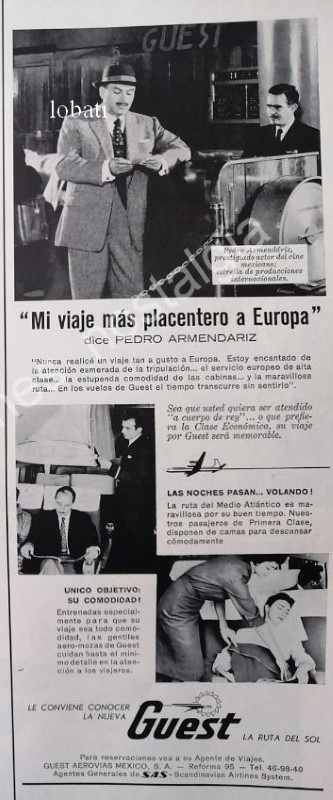 GUEST
lobati
Pedro Armendáriz,
prestigiado actor del cine
mexicano;
estrella de producciones
internacionales.
"Mi viaje más placentero a Europa"
dice PEDRO ARMENDARIZ
"Nunca realicé un viaje tan a gusto a Europa. Estoy encantado de
la atención esmerada de la tripulación... el servicio europeo de alta
clase... la estupenda comodidad de las cabinas... y la maravillosa
ruta... En los vuelos de Guest el tiempo transcurre sin sentirlo".
Sea que usted quiera ser atendido
"a cuerpo de rey"... o que prefie-
ra la Clase Económica, su viaje
por Guest será memorable.
LAS NOCHES PASAN... VOLANDO!
La ruta del Medio Atlántico es ma-
ravillosa por su buen tiempo. Nues-
tros pasajeros de Primera Clase,
disponen de camas para descansar
cómodamente
UNICO OBJETIVO:
SU COMODIDAD!
Entrenadas especial-
mente para que su
viaje sea todo como-
didad, las gentiles
aero-mozas de Guest
cuidan hasta el míni-
mo detalle en la aten-
ción a los viajeros.
LE CONVIENE CONOCER
LA NUEVA
Guest
LA RUTA DEL SOL
Para reservaciones vea a su Agente de Viajes.
GUEST AEROVIAS MEXICO, S. A. — Reforma 95 — Tel. 46-98-40
Agentes Generales de SAS - Scandinavian Airlines System.